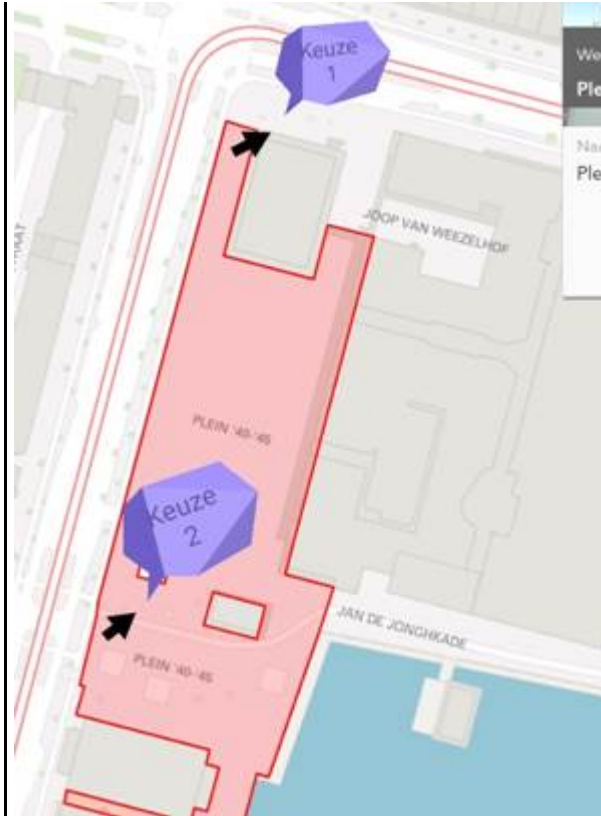 Keuze
1
We
Ple
Na
Ple
JOOP VAN WEEZELHOF
RAAT
PLEIN '40-'45
Keuze
2
JAN DE JONGHKADE
PLEIN '40-'45